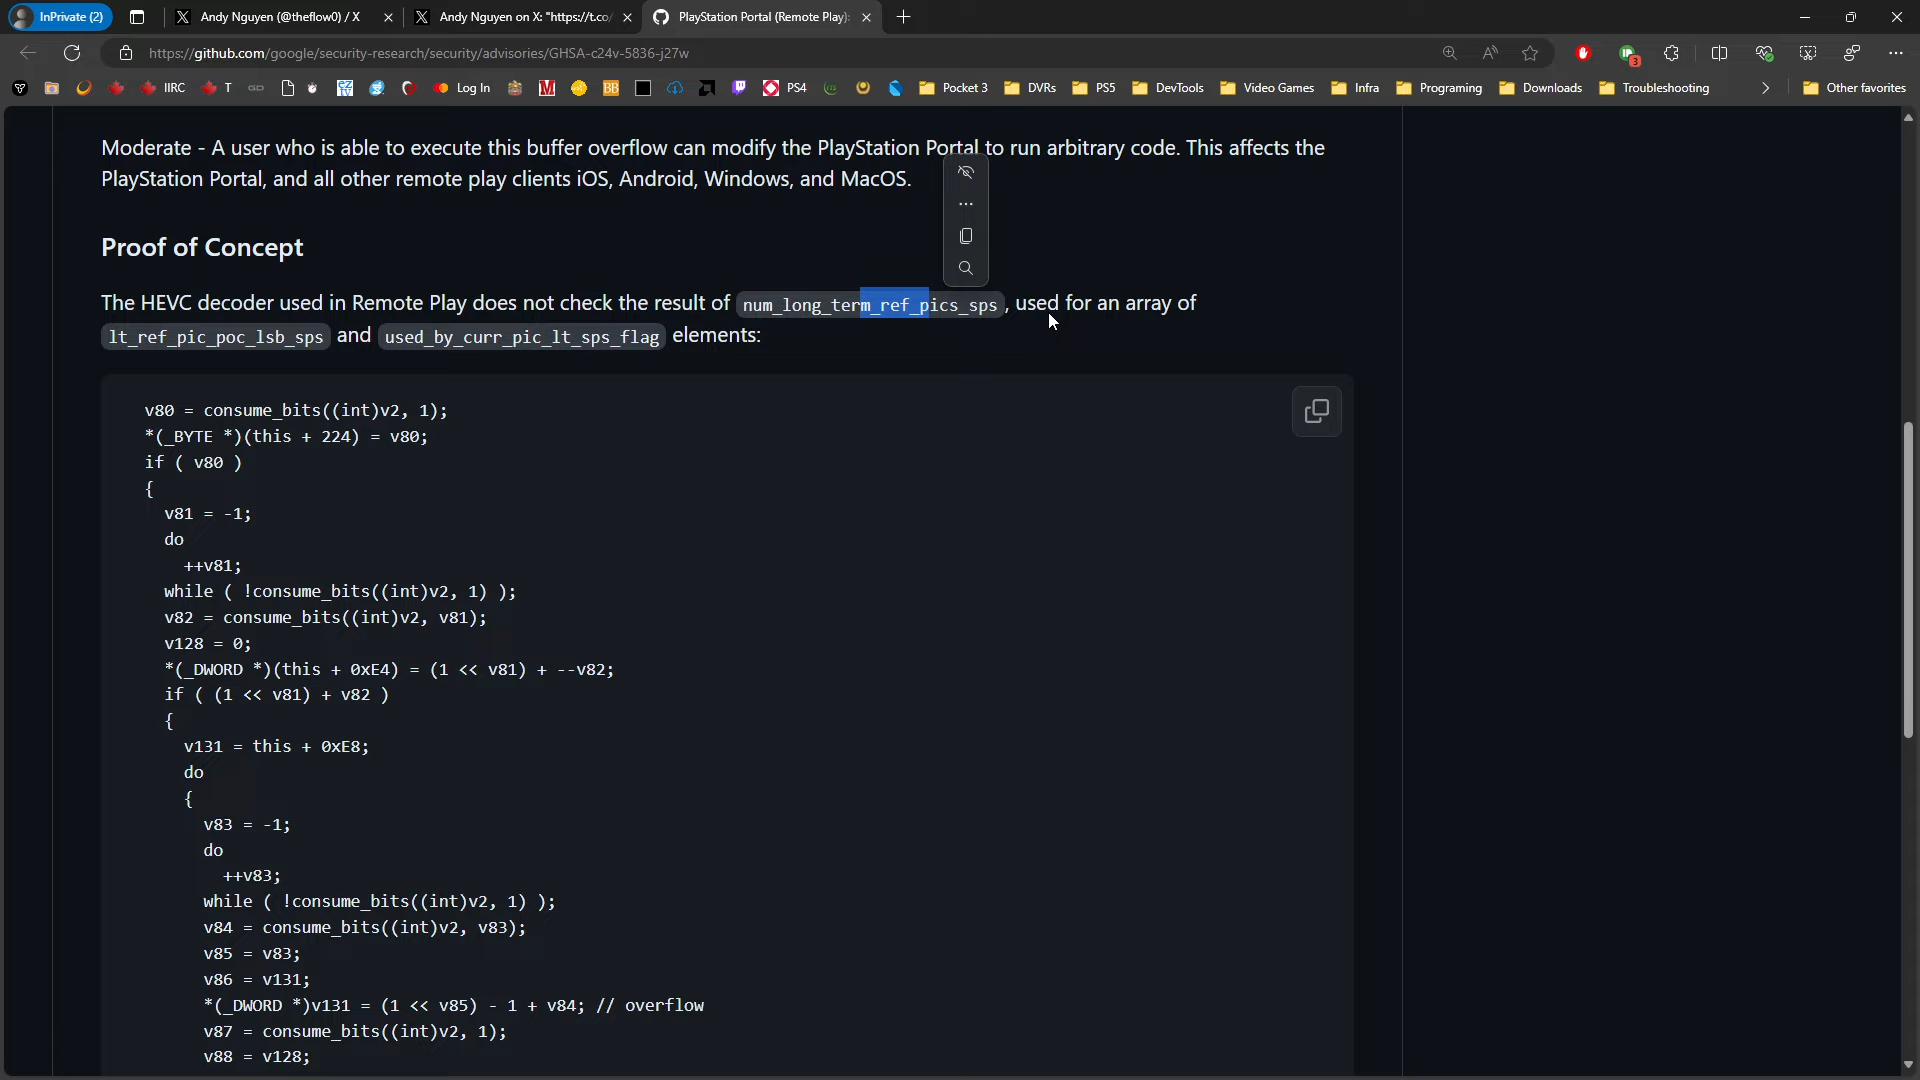 InPrivate (2)
Andy Nguyen (@theflow0) / X
Andy Nguyen on X: "https://t.co/
PlayStation Portal (Remote Play):
https://github.com/google/security-research/security/advisories/GHSA-c24v-5836-j27w
3
IIRC
T
GD
EZ TV
Log In
M
BB
PS4
Pocket 3
DVRs
PS5
DevTools
Video Games
Infra
Programing
Downloads
Troubleshooting
Other favorites
Moderate - A user who is able to execute this buffer overflow can modify the PlayStation Portal to run arbitrary code. This affects the
PlayStation Portal, and all other remote play clients iOS, Android, Windows, and MacOS.
Proof of Concept
The HEVC decoder used in Remote Play does not check the result of num_long_term_ref_pics_sps, used for an array of
lt_ref_pic_poc_lsb_sps and used_by_curr_pic_lt_sps_flag elements:
v80 = consume_bits((int)v2, 1);
*(_BYTE *)(this + 224) = v80;
if ( v80 )
{
v81 = -1;
do
++v81;
while ( !consume_bits((int)v2, 1) );
v82 = consume_bits((int)v2, v81);
v128 = 0;
*(_DWORD *)(this + 0xE4) = (1 << v81) + --v82;
if ( (1 << v81) + v82 )
{
v131 = this + 0xE8;
do
{
v83 = -1;
do
++v83;
while ( !consume_bits((int)v2, 1) );
v84 = consume_bits((int)v2, v83);
v85 = v83;
v86 = v131;
*(_DWORD *)v131 = (1 << v85) - 1 + v84; // overflow
v87 = consume_bits((int)v2, 1);
v88 = v128;